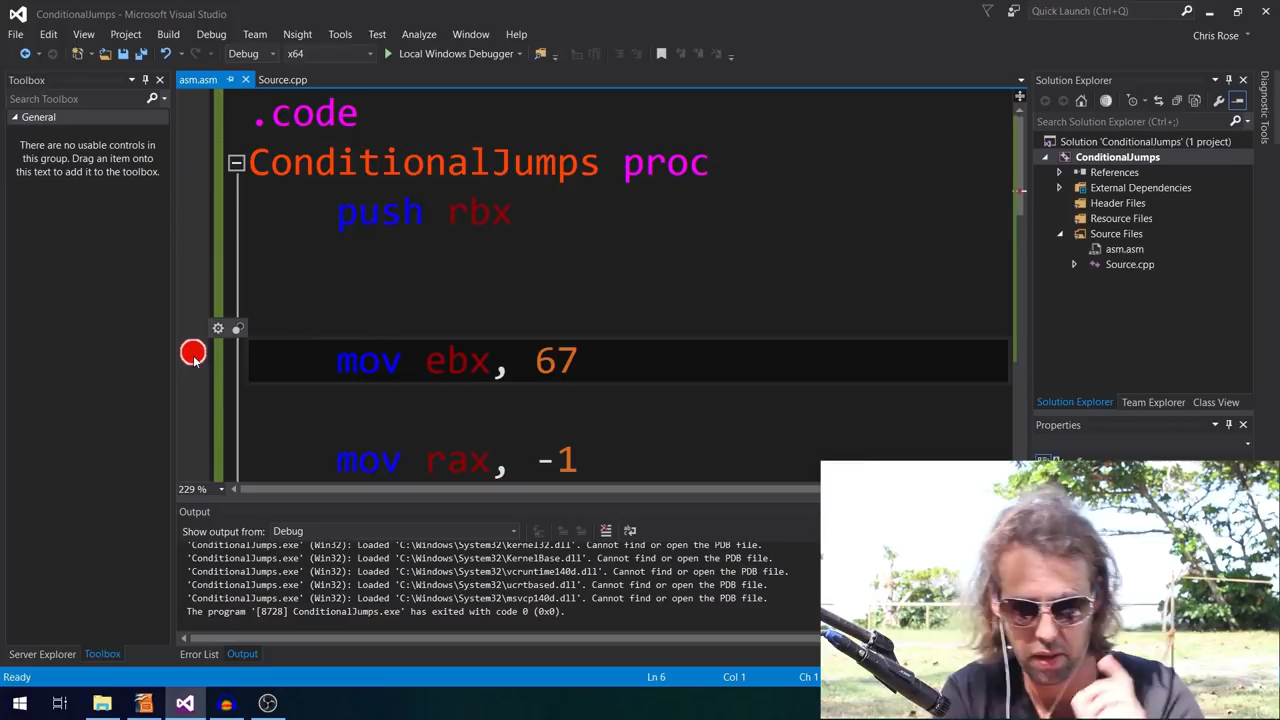 ConditionalJumps - Microsoft Visual Studio
Quick Launch (Ctrl+Q)
File Edit View Project Build Debug Team Insights Tools Architecture Test R Tools Analyze Window Help
Chris Rose
Debug x64 Local Windows Debugger
Toolbox
asm.asm Source.cpp
Solution Explorer
Search Toolbox
General
There are no usable controls in
this group. Drag an item onto
this text to add it to the toolbox.
.code
ConditionalJumps proc
push rbx
mov ebx, 67
mov rax, -1
229 %
Search Solution Explorer (Ctrl+;)
Solution 'ConditionalJumps' (1 project)
ConditionalJumps
References
External Dependencies
Header Files
Resource Files
Source Files
asm.asm
Source.cpp
Diagnostic Tools
Solution Explorer Team Explorer Class View
Properties
Output
Show output from: Debug
'ConditionalJumps.exe' (Win32): Loaded 'C:\Windows\System32\kernel32.dll'. Cannot find or open the PDB file.
'ConditionalJumps.exe' (Win32): Loaded 'C:\Windows\System32\KernelBase.dll'. Cannot find or open the PDB file.
'ConditionalJumps.exe' (Win32): Loaded 'C:\Windows\System32\vcruntime140d.dll'. Cannot find or open the PDB file.
'ConditionalJumps.exe' (Win32): Loaded 'C:\Windows\System32\ucrtbased.dll'. Cannot find or open the PDB file.
'ConditionalJumps.exe' (Win32): Loaded 'C:\Windows\System32\msvcp140d.dll'. Cannot find or open the PDB file.
The program '[8728] ConditionalJumps.exe' has exited with code 0 (0x0).
Server Explorer Toolbox
Error List Output
Ready
Ln 6 Col 1 Ch 1